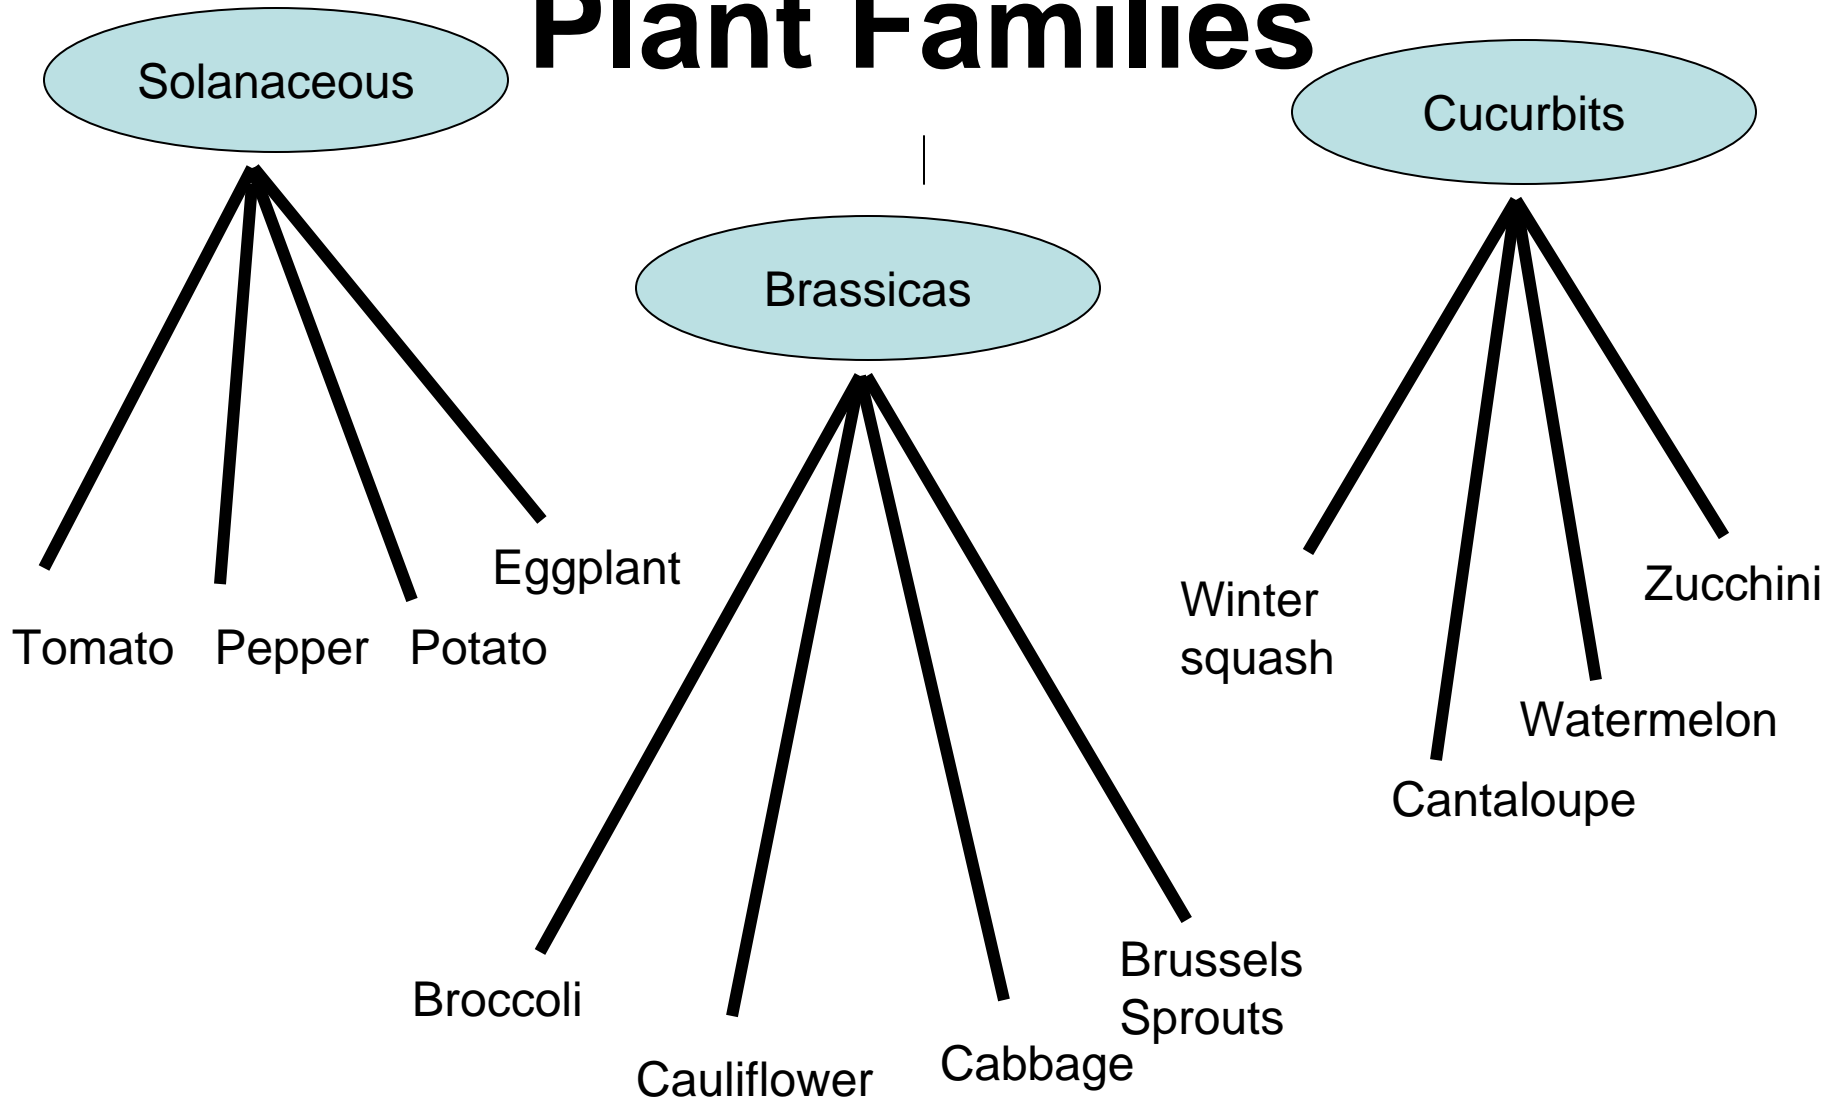 Plant Families
Solanaceous
Cucurbits
Brassicas
Eggplant
Tomato
Pepper
Potato
Winter
squash
Zucchini
Watermelon
Cantaloupe
Broccoli
Cauliflower
Cabbage
Brussels
Sprouts